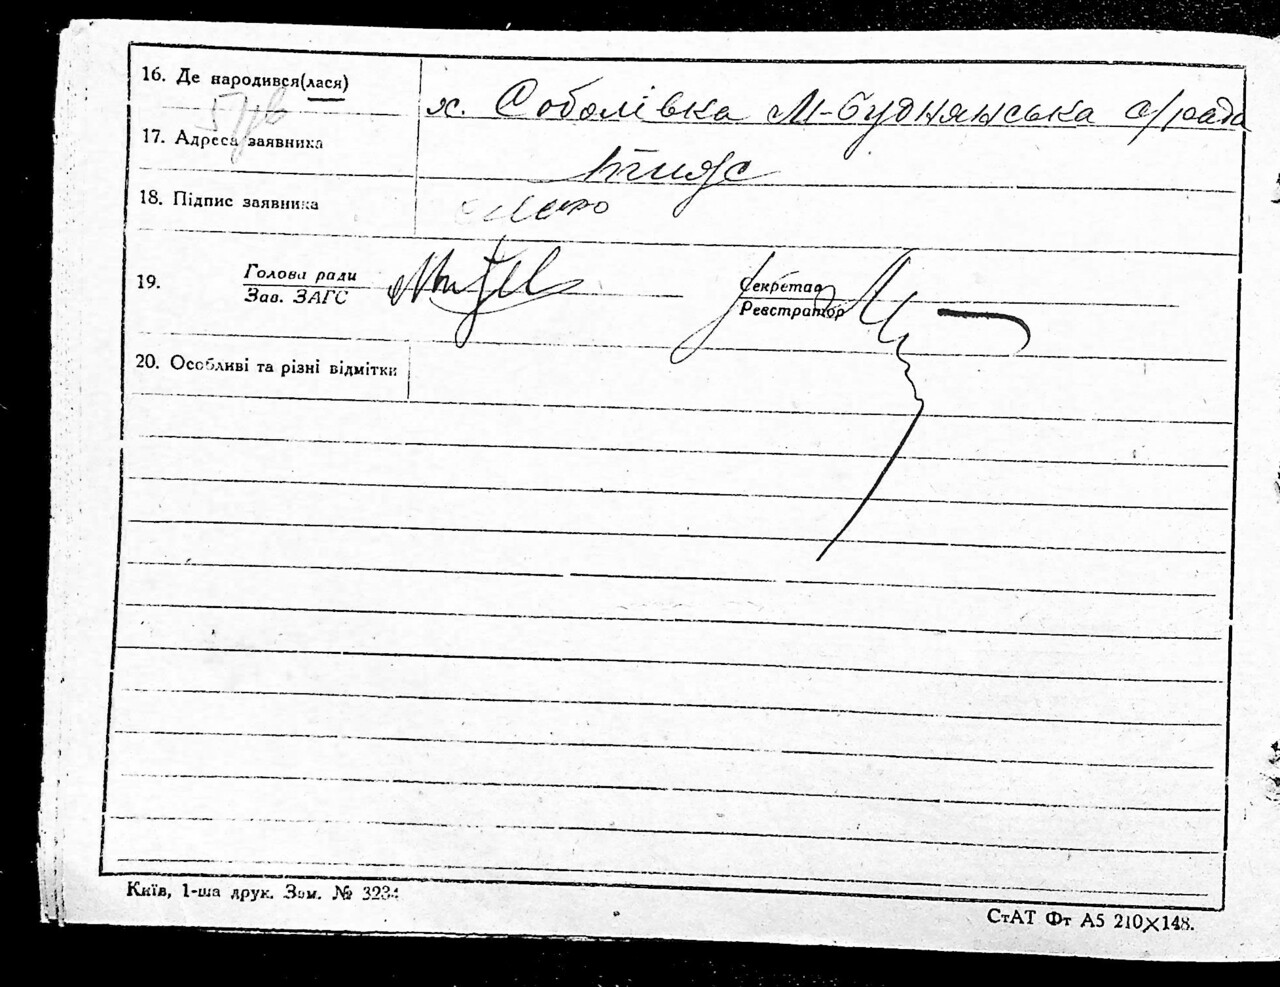 16. Де народився(лася)
х. Соболівка М-Буднянська с/рада
17. Адреса заявника
18. Підпис заявника
19. Голова ради
Зав. ЗАГС
Секретар
Реєстратор
20. Особливі та різні відмітки
Київ, 1-ша друк. Зам. № 3234
СтАТ Фт А5 210×148.